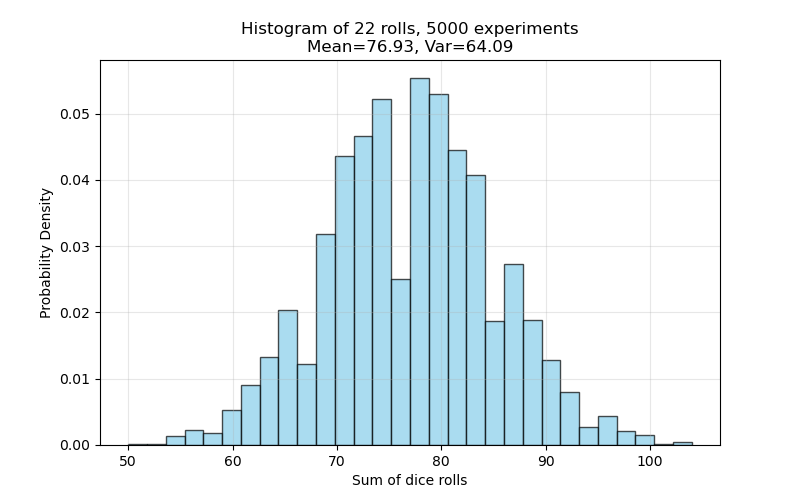 Histogram of 22 rolls, 5000 experiments
Mean=76.93, Var=64.09
Probability Density
0.05
0.04
0.03
0.02
0.01
0.00
50 60 70 80 90 100
Sum of dice rolls